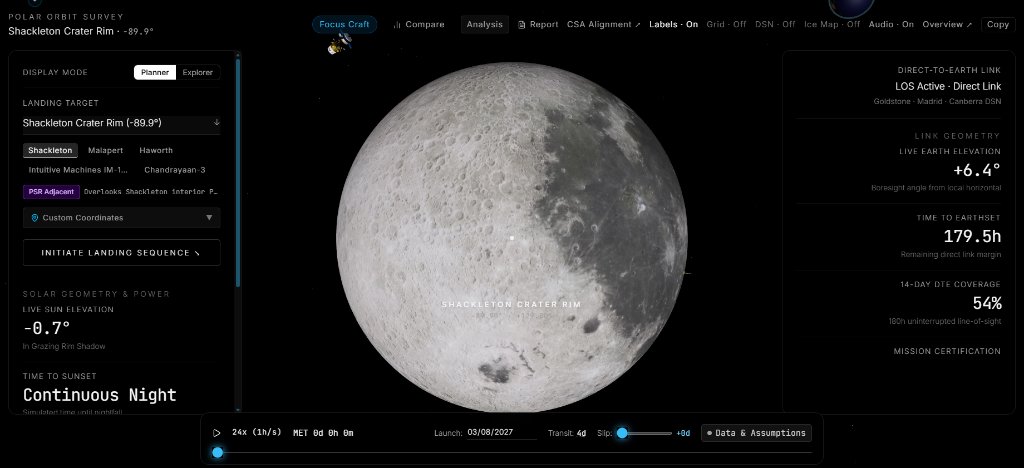 POLAR ORBIT SURVEY
Shackleton Crater Rim · -89.9°
Focus Craft
Compare
Analysis
Report
CSA Alignment ↗
Labels · On
Grid · Off
DSN · Off
Ice Map · Off
Audio · On
Overview ↗
Copy
DISPLAY MODE
Planner
Explorer
LANDING TARGET
Shackleton Crater Rim (-89.9°)
Shackleton
Malapert
Haworth
Intuitive Machines IM-1...
Chandrayaan-3
PSR Adjacent
Overlooks Shackleton interior P…
Custom Coordinates
INITIATE LANDING SEQUENCE
SOLAR GEOMETRY & POWER
LIVE SUN ELEVATION
-0.7°
In Grazing Rim Shadow
TIME TO SUNSET
Continuous Night
Simulated time until nightfall
SHACKLETON CRATER RIM
DIRECT-TO-EARTH LINK
LOS Active · Direct Link
Goldstone · Madrid · Canberra DSN
LINK GEOMETRY
LIVE EARTH ELEVATION
+6.4°
Boresight angle from local horizontal
TIME TO EARTHSET
179.5h
Remaining direct link margin
14-DAY DTE COVERAGE
54%
180h uninterrupted line-of-sight
MISSION CERTIFICATION
24x (1h/s)
MET 0d 0h 0m
Launch: 03/08/2027
Transit: 4d
Slip:
+0d
Data & Assumptions